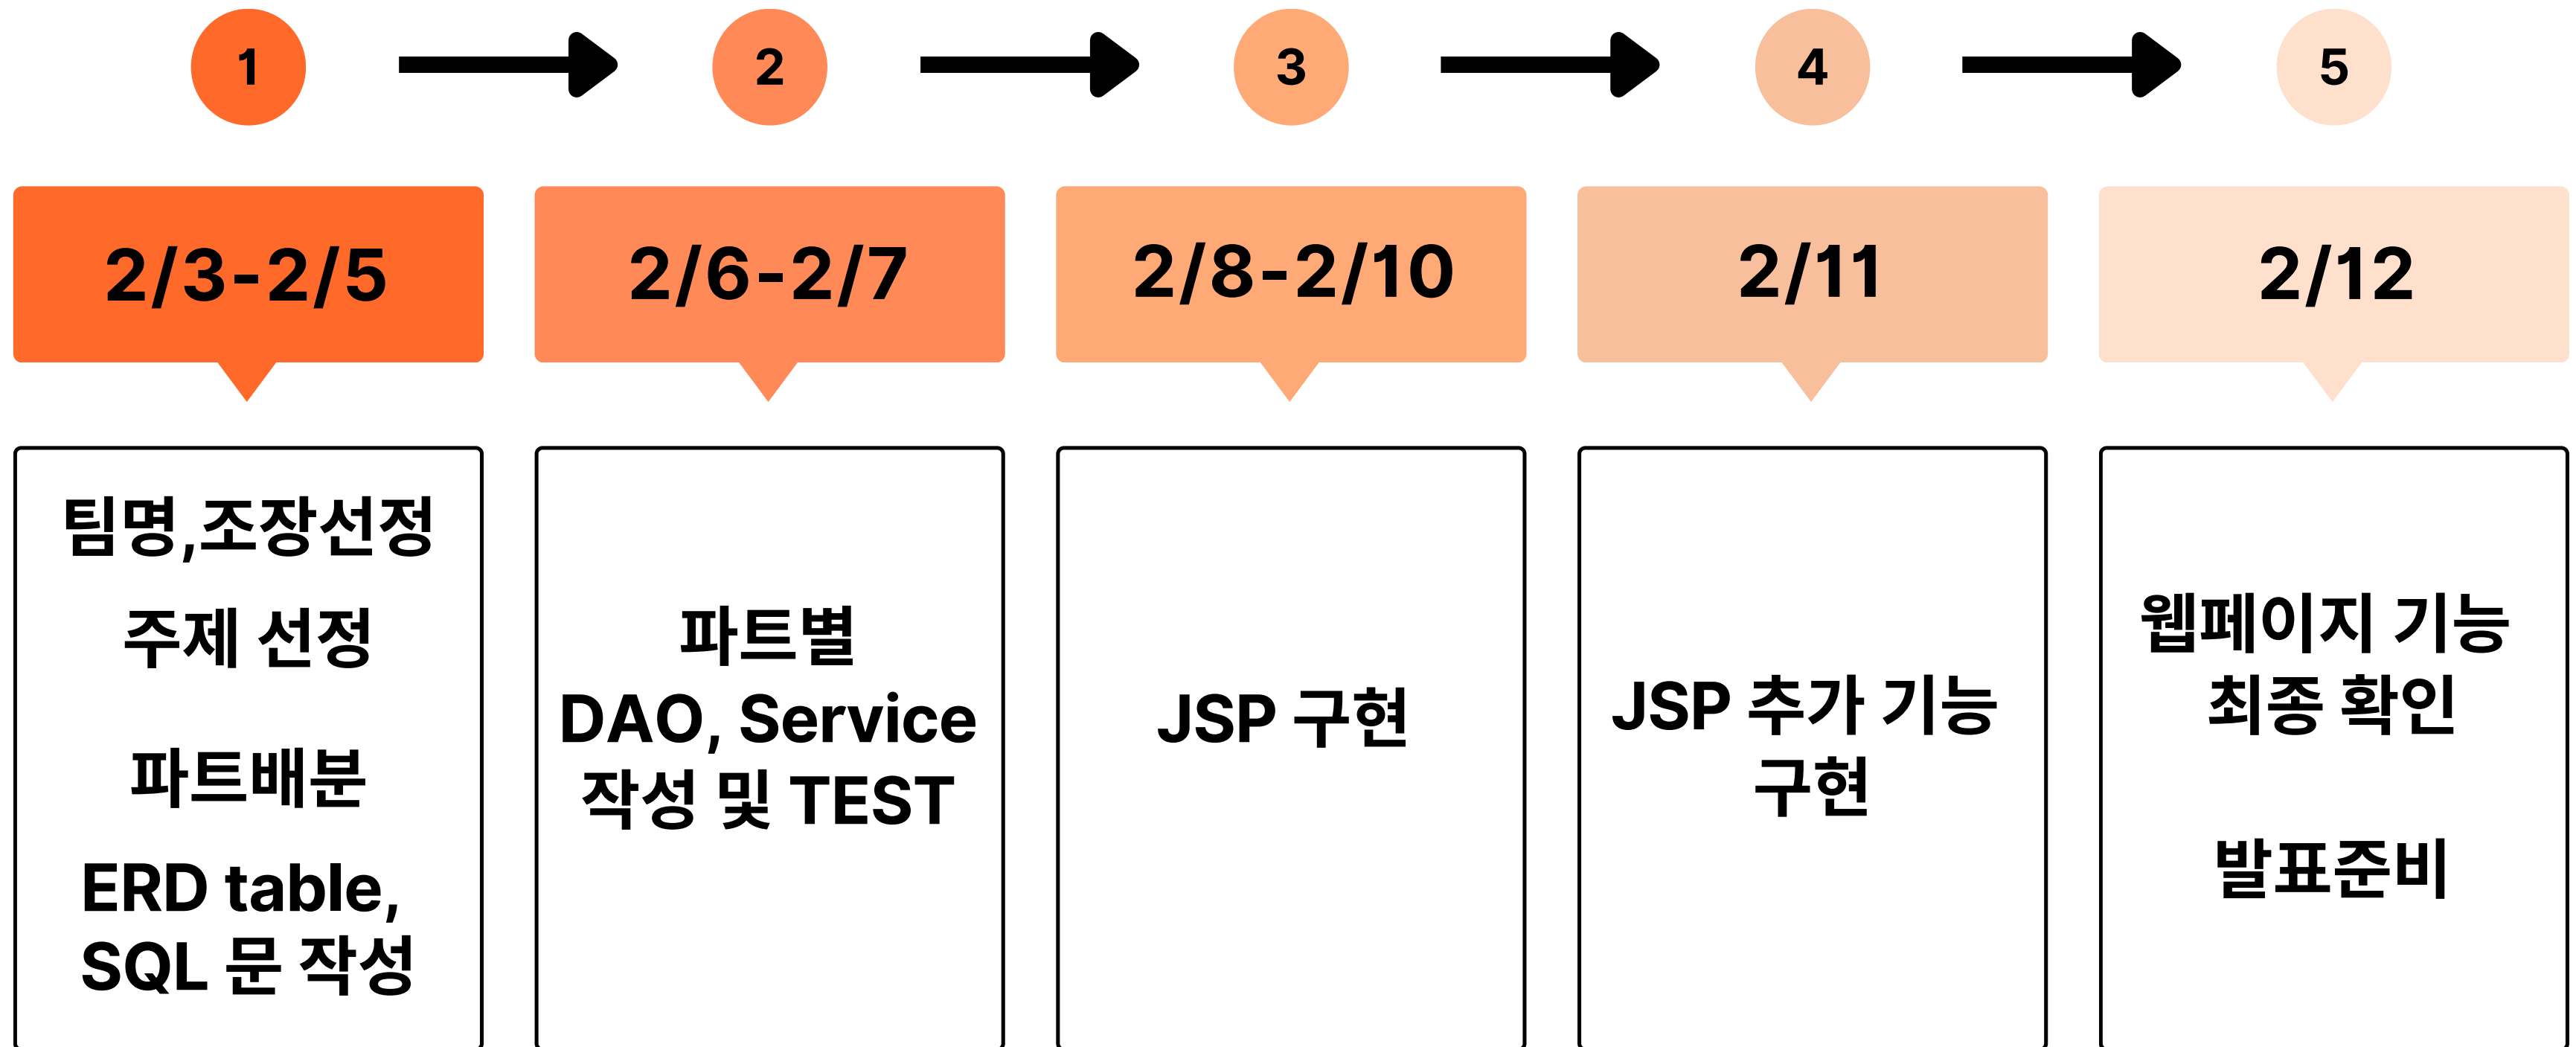 1
2
3
4
5
2/3-2/5
2/6-2/7
2/8-2/10
2/11
2/12
팀명,조장선정
주제 선정
파트배분
ERD table,
SQL 문 작성
파트별
DAO, Service
작성 및 TEST
JSP 구현
JSP 추가 기능
구현
웹페이지 기능
최종 확인
발표준비